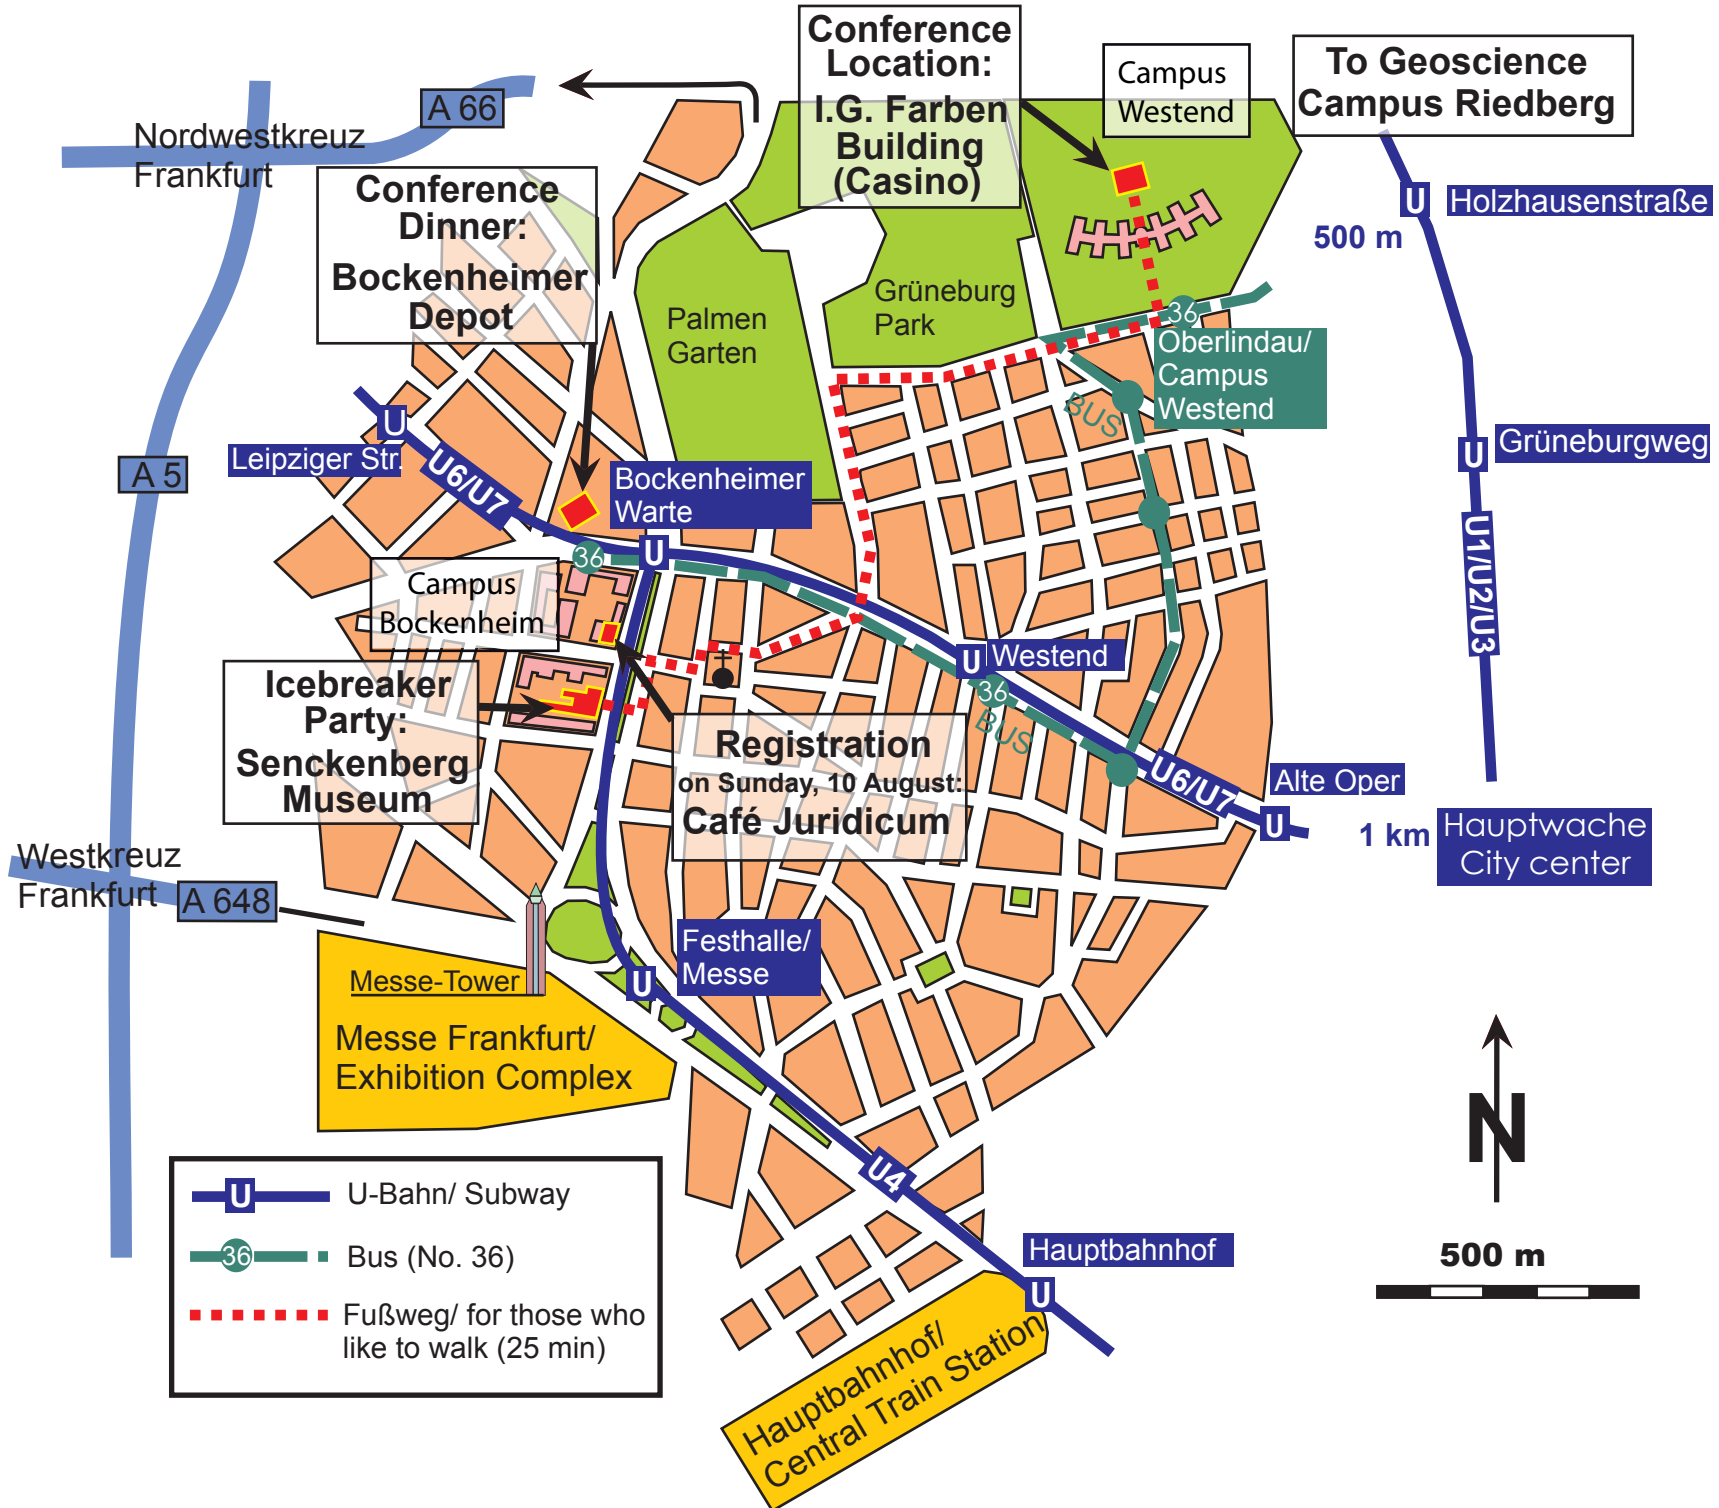 Conference
Location:
I.G. Farben
Building
(Casino)
Campus
Westend
To Geoscience
Campus Riedberg
A 66
Nordwestkreuz
Frankfurt
Conference
Dinner:
Bockenheimer
Depot
U
Holzhausenstraße
500 m
Grüneburg
Park
Palmen
Garten
36
Oberlindau/
Campus
Westend
BUS
U
Leipziger Str.
U6/U7
A 5
Bockenheimer
Warte
U
Grüneburgweg
U1/U2/U3
36
U
Campus
Bockenheim
U
Westend
36
BUS
Icebreaker
Party:
Senckenberg
Museum
Registration
on Sunday, 10 August:
Café Juridicum
U6/U7
Alte Oper
U
1 km
Hauptwache
City center
Westkreuz
Frankfurt
A 648
Festhalle/
Messe
U
Messe-Tower
Messe Frankfurt/
Exhibition Complex
N
U4
U
U-Bahn/ Subway
36
Bus (No. 36)
Fußweg/ for those who
like to walk (25 min)
Hauptbahnhof
U
500 m
Hauptbahnhof/
Central Train Station